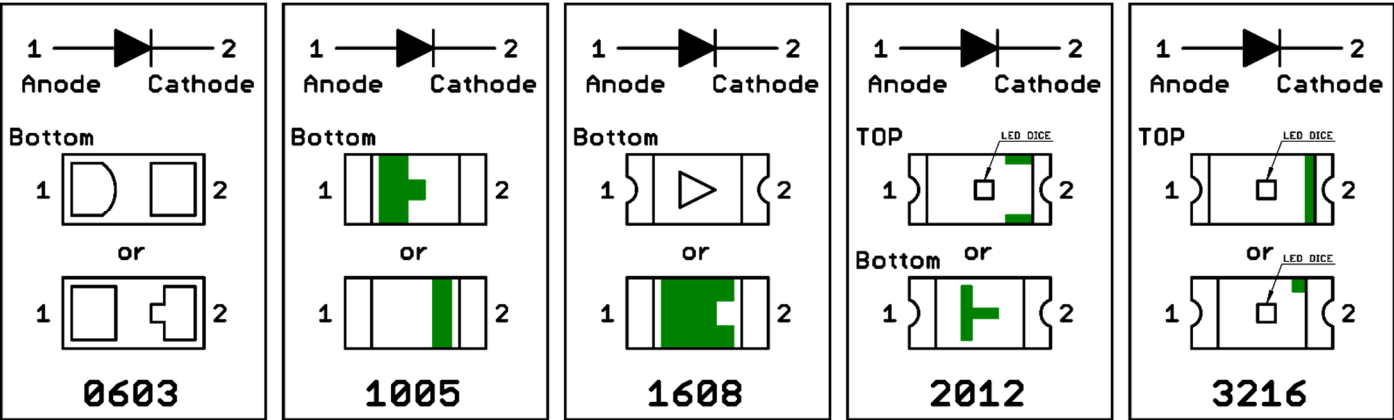 1 2
Anode Cathode
Bottom
1 2
or
1 2
0603
1 2
Anode Cathode
Bottom
1 2
or
1 2
1005
1 2
Anode Cathode
Bottom
1 2
or
1 2
1608
1 2
Anode Cathode
TOP
LED DICE
1 2
or
Bottom
1 2
2012
1 2
Anode Cathode
TOP
LED DICE
1 2
or
LED DICE
1 2
3216